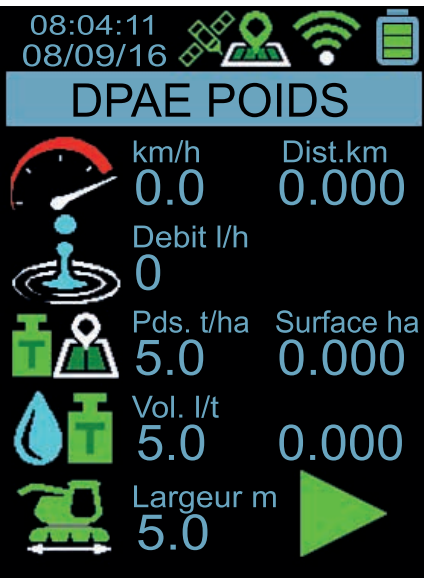 08:04:11
08/09/16
DPAE POIDS
km/h Dist.km
0.0 0.000
Debit l/h
0
Pds. t/ha Surface ha
5.0 0.000
T
Vol. l/t
5.0 0.000
T
Largeur m
5.0